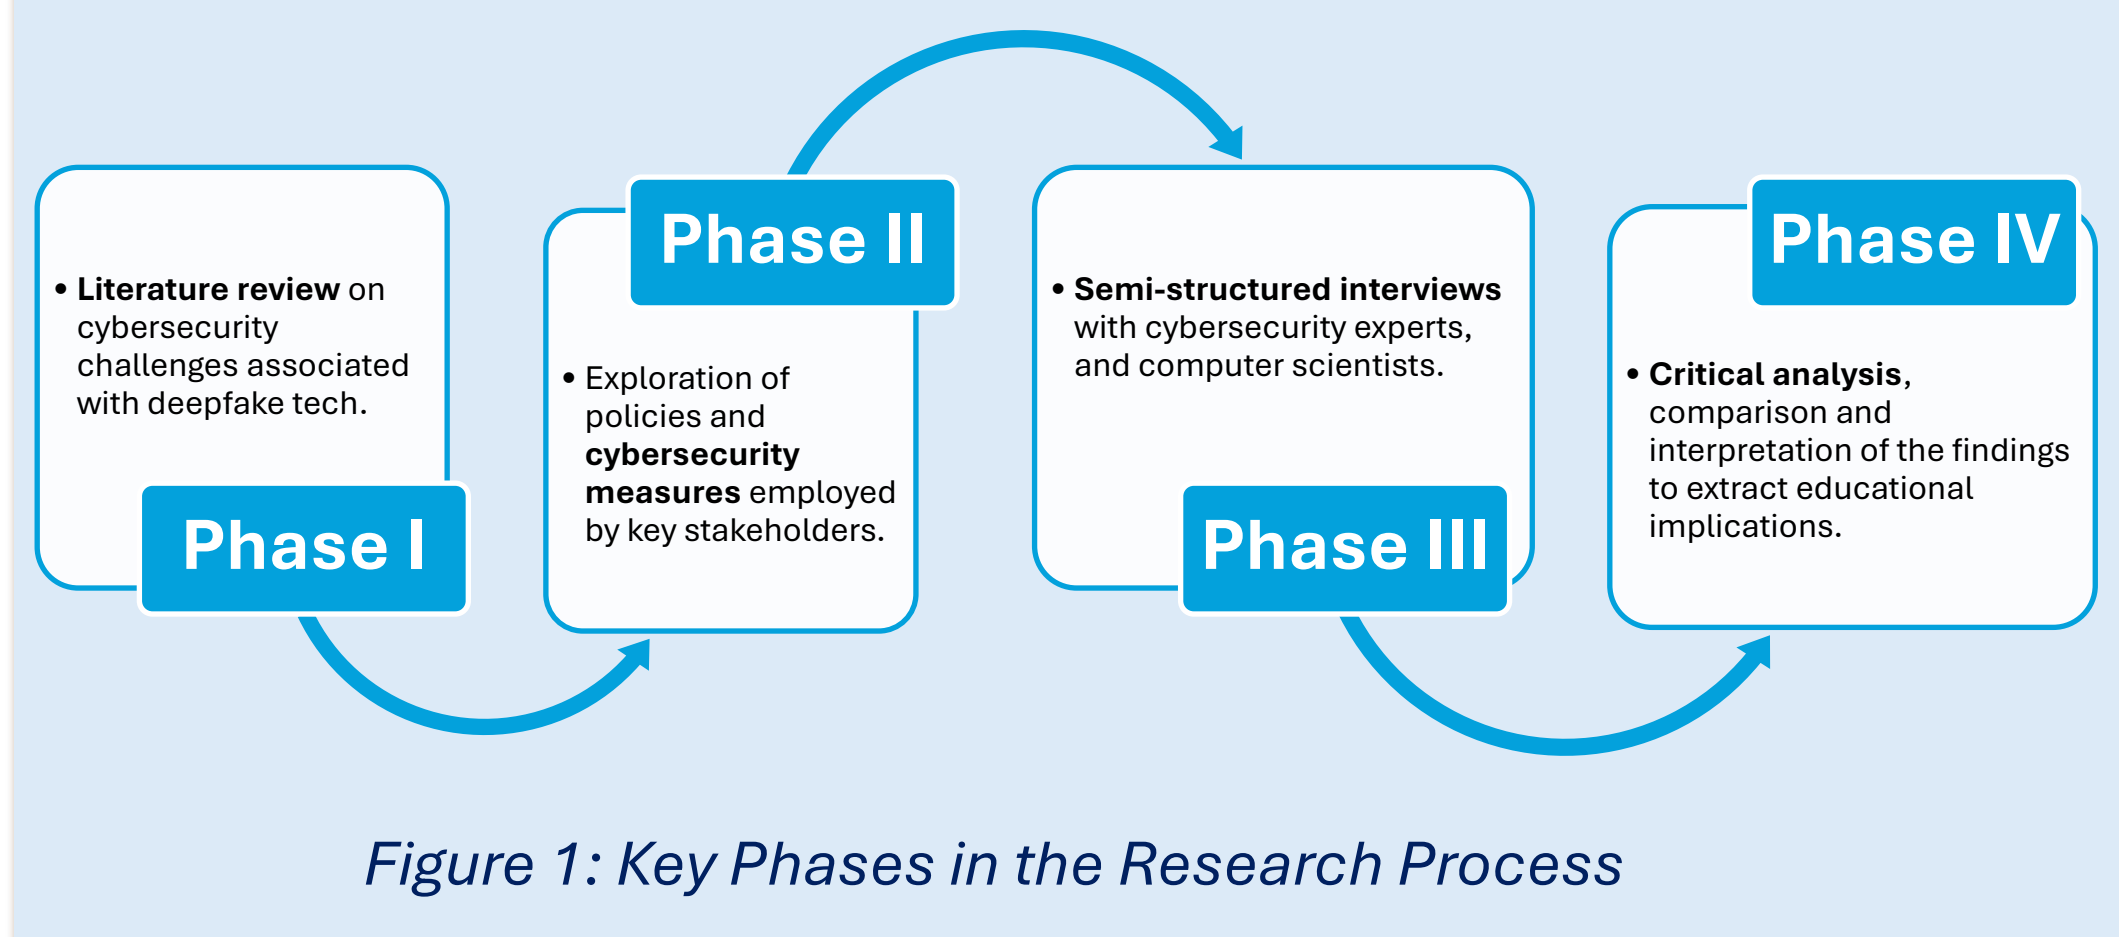 • Literature review on
cybersecurity
challenges associated
with deepfake tech.
Phase I
Phase II
• Exploration of
policies and
cybersecurity
measures employed
by key stakeholders.
• Semi-structured interviews
with cybersecurity experts,
and computer scientists.
Phase III
Phase IV
• Critical analysis,
comparison and
interpretation of the findings
to extract educational
implications.
Figure 1: Key Phases in the Research Process